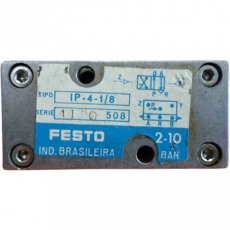 TIPO IP-4-1/8
SERIE 508
FESTO 2-10
IND. BRASILEIRA BAR